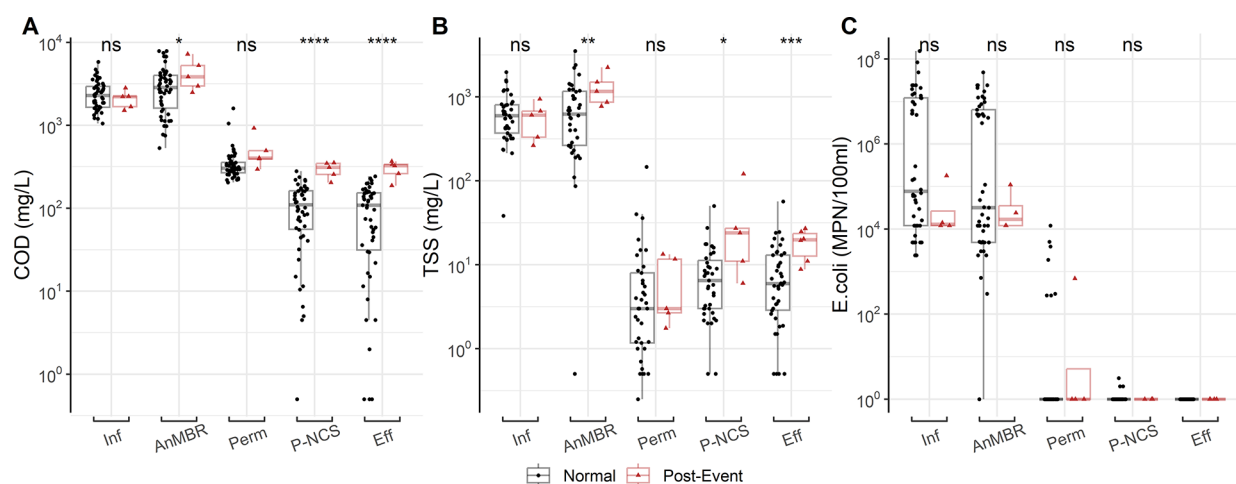 A
B
C
ns
*
ns
****
****
ns
**
ns
*
***
ns
ns
ns
ns
COD (mg/L)
10⁴
10³
10²
10¹
10⁰
TSS (mg/L)
10³
10²
10¹
10⁰
E.coli (MPN/100ml)
10⁸
10⁶
10⁴
10²
10⁰
Inf
AnMBR
Perm
P-NCS
Eff
Inf
AnMBR
Perm
P-NCS
Eff
Inf
AnMBR
Perm
P-NCS
Eff
Normal
Post-Event